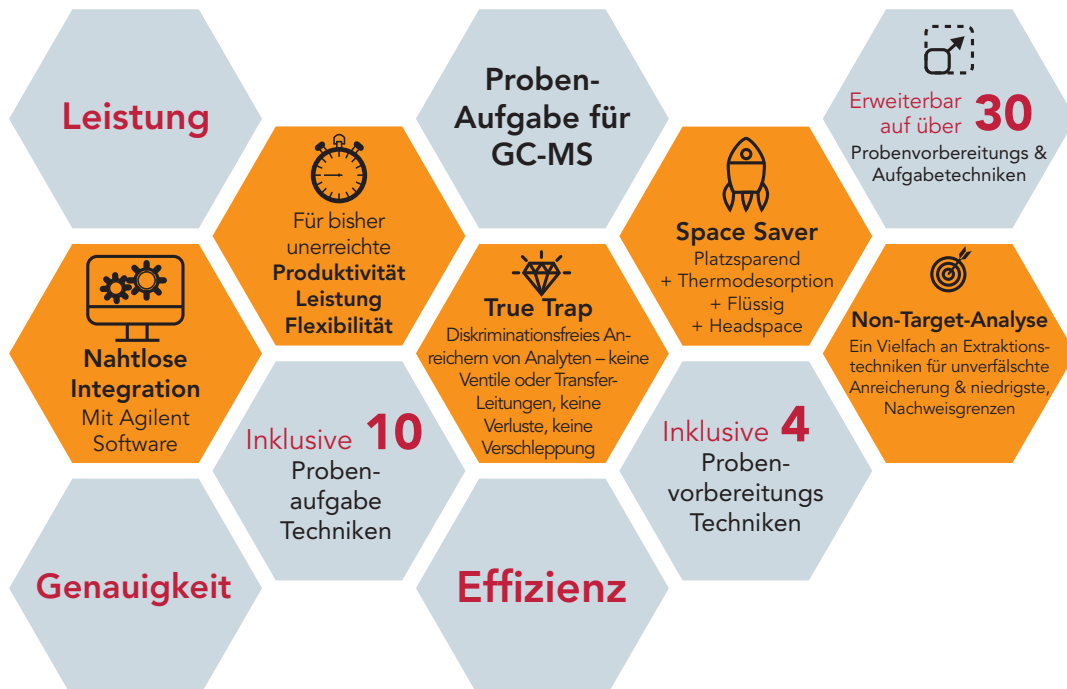 Leistung
Proben-
Aufgabe für
GC-MS
Erweiterbar
auf über 30
Probenvorbereitungs &
Aufgabetechniken
Für bisher
unerreichte
Produktivität
Leistung
Flexibilität
Space Saver
Platzsparend
+ Thermodesorption
+ Flüssig
+ Headspace
Nahtlose
Integration
Mit Agilent
Software
True Trap
Diskriminationsfreies An-
reichern von Analyten – keine
Ventile oder Transfer-
Leitungen, keine
Verluste, keine
Verschleppung
Non-Target-Analyse
Ein Vielfach an Extraktions-
techniken für unverfälschte
Anreicherung & niedrigste,
Nachweisgrenzen
Inklusive 10
Proben-
aufgabe
Techniken
Inklusive 4
Proben-
vorbereitungs
Techniken
Genauigkeit
Effizienz